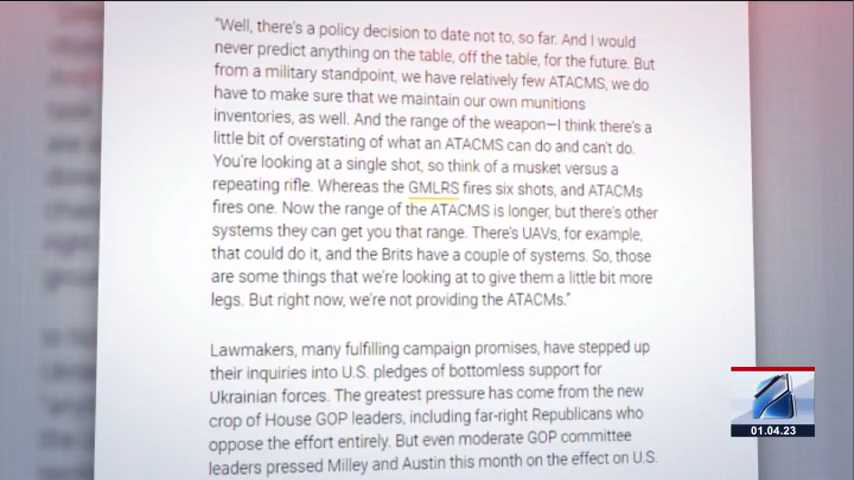 "Well, there's a policy decision to date not to, so far. And I would
never predict anything on the table, off the table, for the future. But
from a military standpoint, we have relatively few ATACMS, we do
have to make sure that we maintain our own munitions
inventories, as well. And the range of the weapon—I think there's a
little bit of overstating of what an ATACMS can do and can't do.
You're looking at a single shot, so think of a musket versus a
repeating rifle. Whereas the GMLRS fires six shots, and ATACMs
fires one. Now the range of the ATACMS is longer, but there's other
systems they can get you that range. There's UAVs, for example,
that could do it, and the Brits have a couple of systems. So, those
are some things that we're looking at to give them a little bit more
legs. But right now, we're not providing the ATACMs."
Lawmakers, many fulfilling campaign promises, have stepped up
their inquiries into U.S. pledges of bottomless support for
Ukrainian forces. The greatest pressure has come from the new
crop of House GOP leaders, including far-right Republicans who
oppose the effort entirely. But even moderate GOP committee
leaders pressed Milley and Austin this month on the effect on U.S.
01.04.23